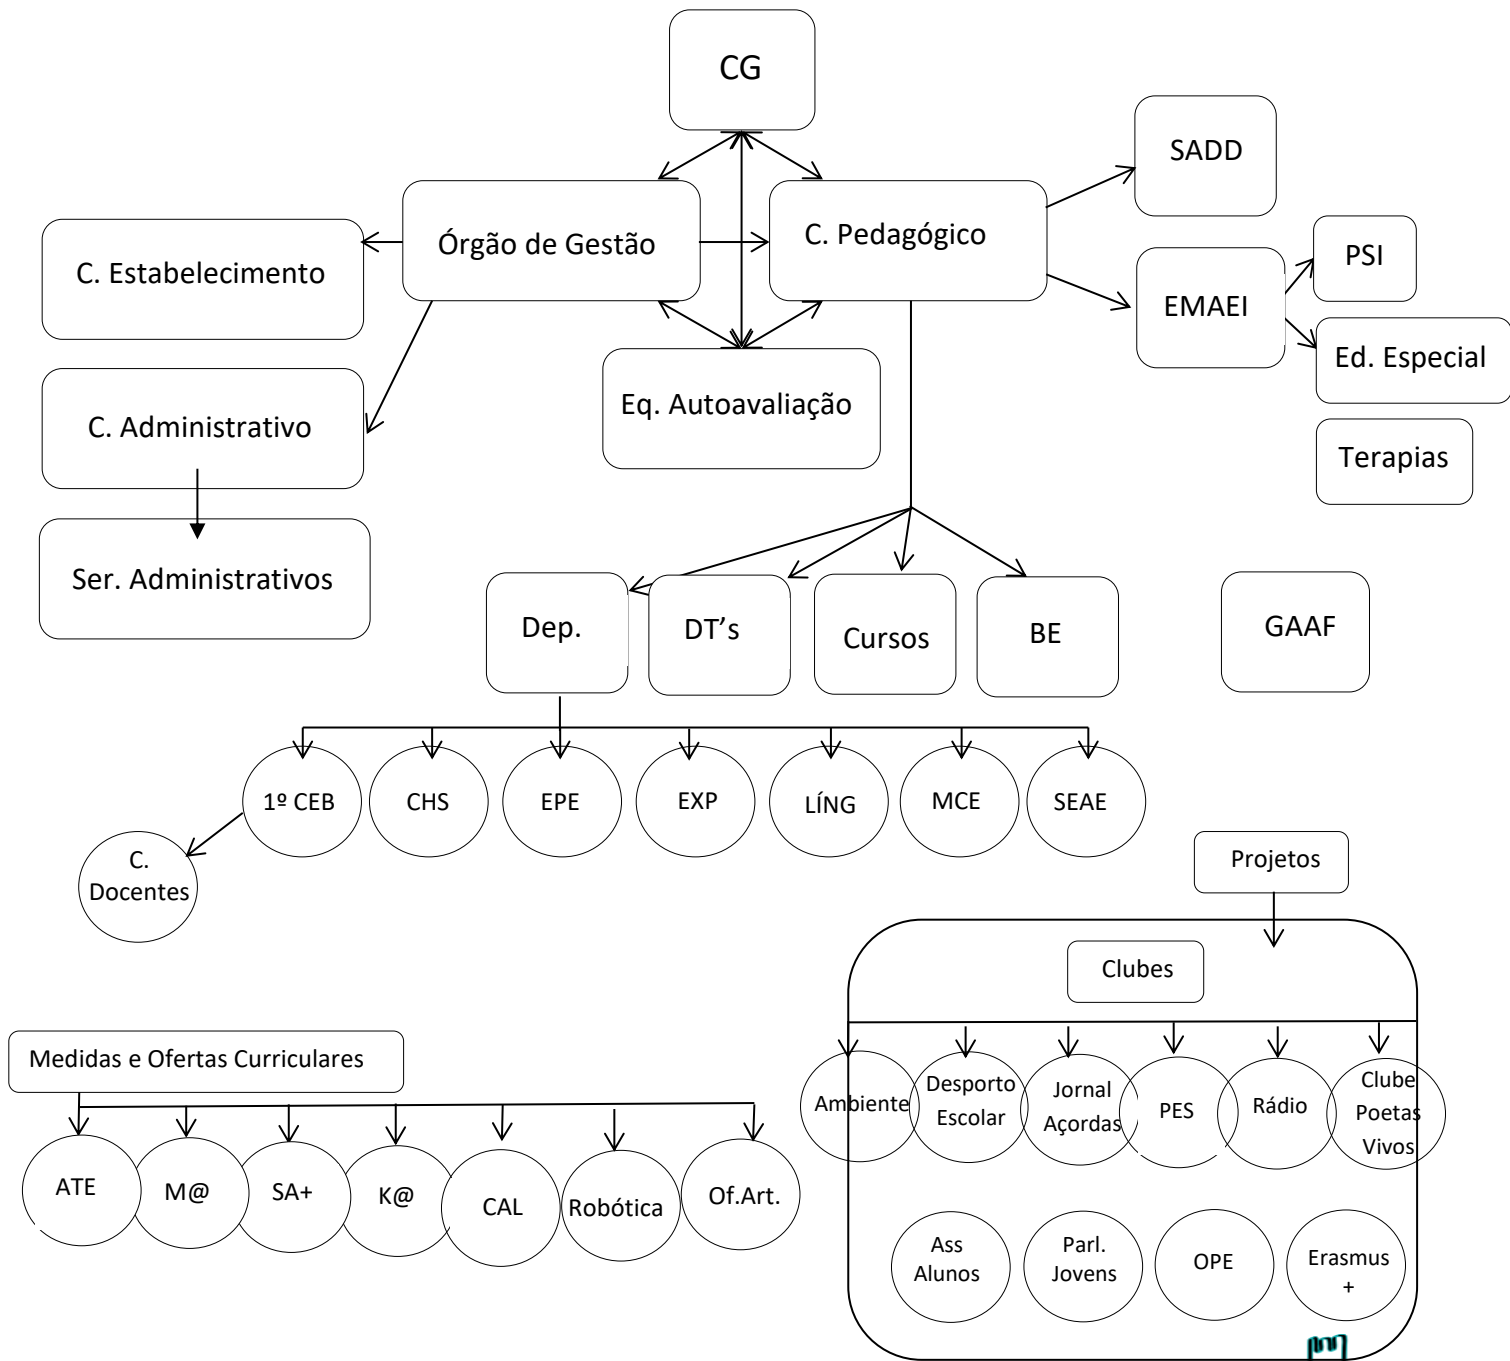 CG
SADD
Órgão de Gestão
C. Pedagógico
C. Estabelecimento
PSI
EMAEI
Ed. Especial
Eq. Autoavaliação
C. Administrativo
Terapias
Ser. Administrativos
Dep.
DT’s
Cursos
BE
GAAF
1º CEB
CHS
EPE
EXP
LÍNG
MCE
SEAE
C.
Docentes
Projetos
Clubes
Medidas e Ofertas Curriculares
Ambiente
Desporto
Escolar
Jornal
Açordas
PES
Rádio
Clube
Poetas
Vivos
ATE
M@
SA+
K@
CAL
Robótica
Of.Art.
Ass
Alunos
Parl.
Jovens
OPE
Erasmus
+